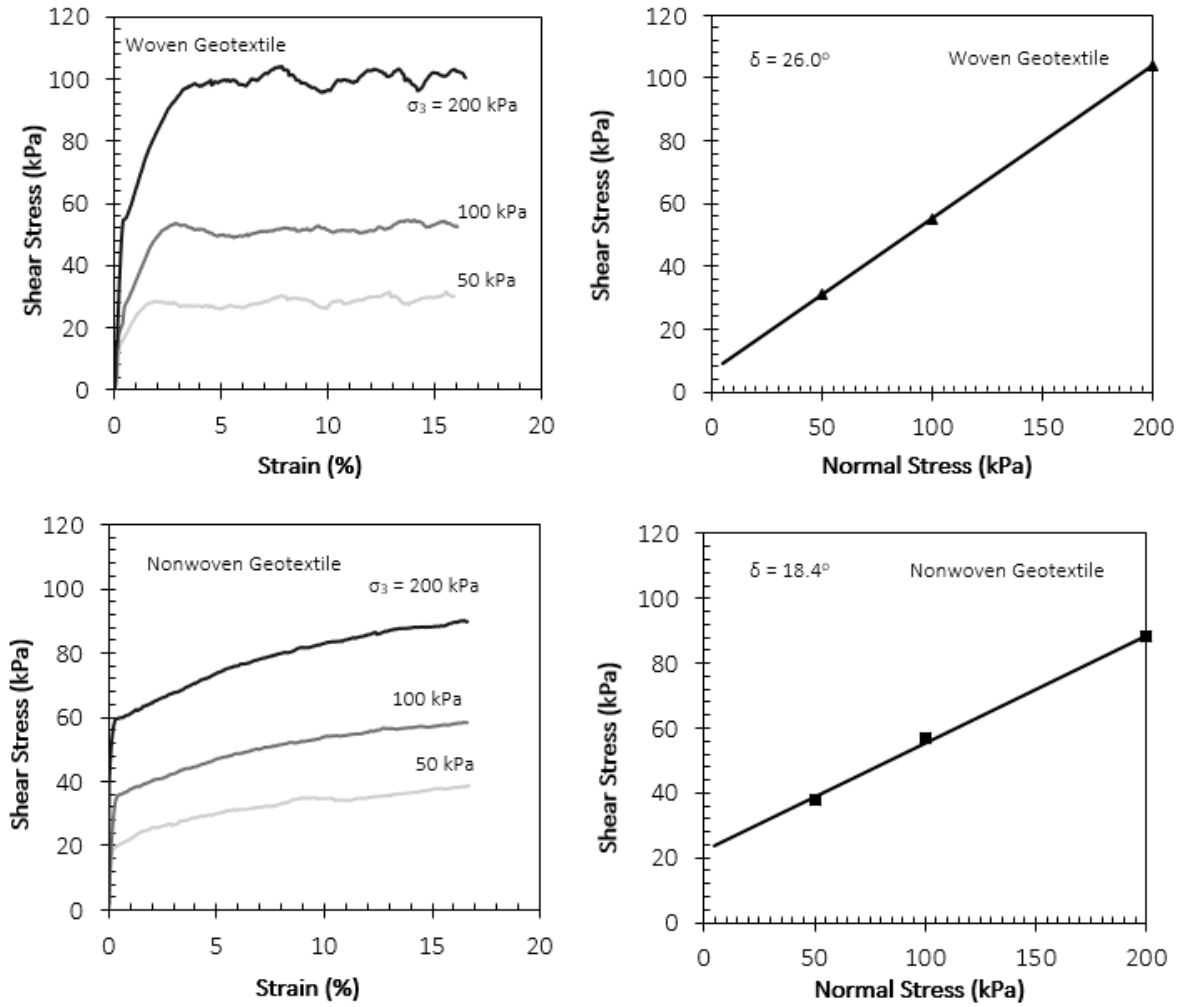 120
100
80
60
40
20
0
Shear Stress (kPa)
Woven Geotextile
σ₃ = 200 kPa
100 kPa
50 kPa
0 5 10 15 20
Strain (%)
120
100
80
60
40
20
0
Shear Stress (kPa)
δ = 26.0° Woven Geotextile
0 50 100 150 200
Normal Stress (kPa)
120
100
80
60
40
20
0
Shear Stress (kPa)
Nonwoven Geotextile
σ₃ = 200 kPa
100 kPa
50 kPa
0 5 10 15 20
Strain (%)
120
100
80
60
40
20
0
Shear Stress (kPa)
δ = 18.4° Nonwoven Geotextile
0 50 100 150 200
Normal Stress (kPa)